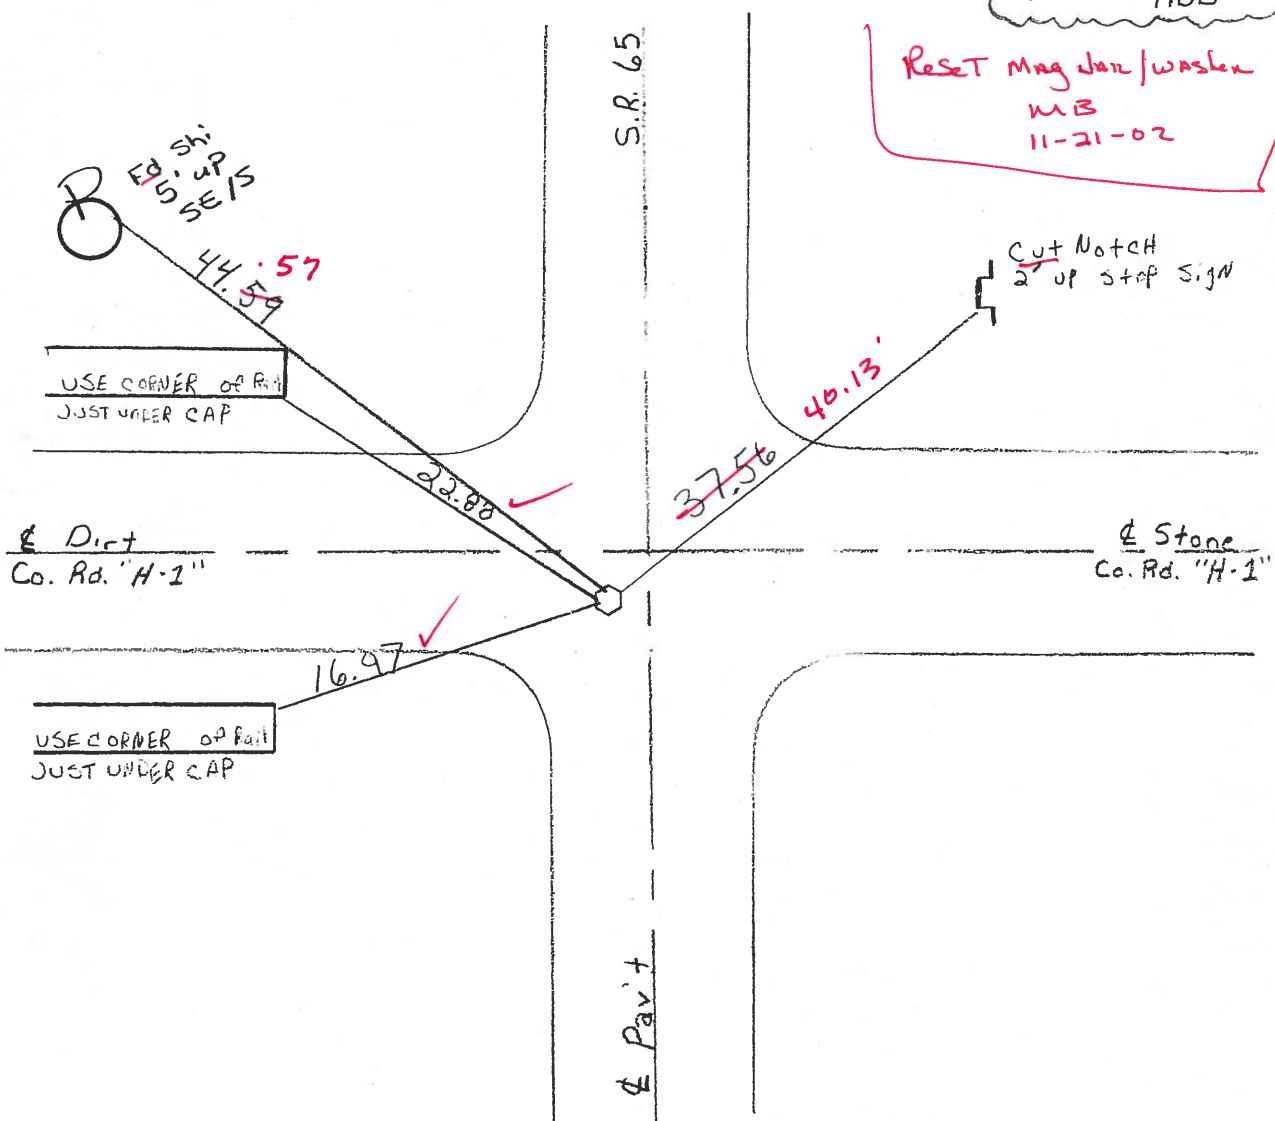 S.R. 65
ReSeT Mag Nail/washer
MB
11-21-02
P
Ed Shi
5' up
SE/S
44.59
.57
Cut NotcH
2" up stop SigN
USE CORNER of Rail
JUST UNDER CAP
40.13'
37.56
22.88
℄ Dirt
Co. Rd. "H-1"
℄ Stone
Co. Rd. "H-1"
16.97
USE CORNER of Rail
JUST UNDER CAP
℄ Pav't